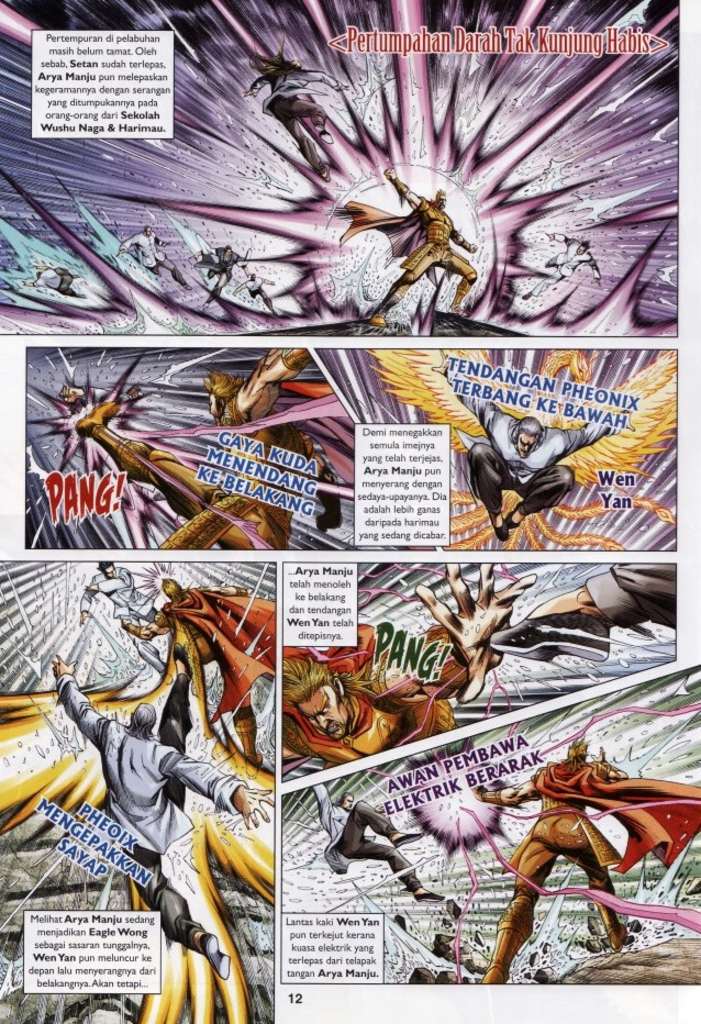 <Pertumpahan Darah Tak Kunjung Habis>
Pertempuran di pelabuhan
masih belum tamat. Oleh
sebab, Setan sudah terlepas,
Arya Manju pun melepaskan
kegeramannya dengan serangan
yang ditumpukannya pada
orang-orang dari Sekolah
Wushu Naga & Harimau.
PANG!
GAYA KUDA
MENENDANG
KE BELAKANG
Demi menegakkan
semula imejnya
yang telah terjejas,
Arya Manju pun
menyerang dengan
sedaya-upayanya. Dia
adalah lebih ganas
daripada harimau
yang sedang dicabar.
TENDANGAN PHEONIX
TERBANG KE BAWAH
Wen
Yan
PHEOIX
MENGEPAKKAN
SAYAP
Melihat Arya Manju sedang
menjadikan Eagle Wong
sebagai sasaran tunggalnya,
Wen Yan pun meluncur ke
depan lalu menyerangnya dari
belakangnya. Akan tetapi...
...Arya Manju
telah menoleh
ke belakang
dan tendangan
Wen Yan telah
ditepisnya.
PANG!
AWAN PEMBAWA
ELEKTRIK BERARAK
Lantas kaki Wen Yan
pun terkejut kerana
kuasa elektrik yang
terlepas dari telapak
tangan Arya Manju.
12